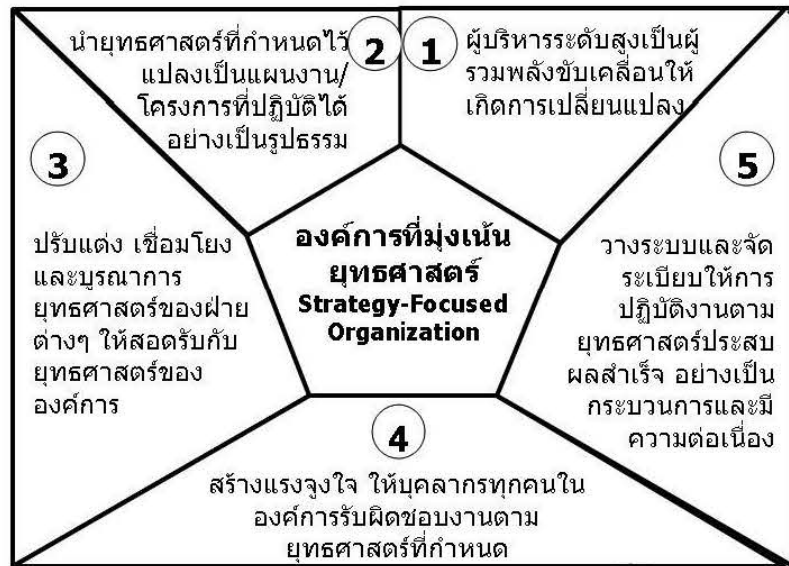 1
ผู้บริหารระดับสูงเป็นผู้
รวมพลังขับเคลื่อนให้
เกิดการเปลี่ยนแปลง
2
นำยุทธศาสตร์ที่กำหนดไว้
แปลงเป็นแผนงาน/
โครงการที่ปฏิบัติได้
อย่างเป็นรูปธรรม
3
ปรับแต่ง เชื่อมโยง
และบูรณาการ
ยุทธศาสตร์ของฝ่าย
ต่างๆ ให้สอดรับกับ
ยุทธศาสตร์ของ
องค์การ
องค์การที่มุ่งเน้น
ยุทธศาสตร์
Strategy-Focused
Organization
4
สร้างแรงจูงใจ ให้บุคลากรทุกคนใน
องค์การรับผิดชอบงานตาม
ยุทธศาสตร์ที่กำหนด
5
วางระบบและจัด
ระเบียบให้การ
ปฏิบัติงานตาม
ยุทธศาสตร์ประสบ
ผลสำเร็จ อย่างเป็น
กระบวนการและมี
ความต่อเนื่อง